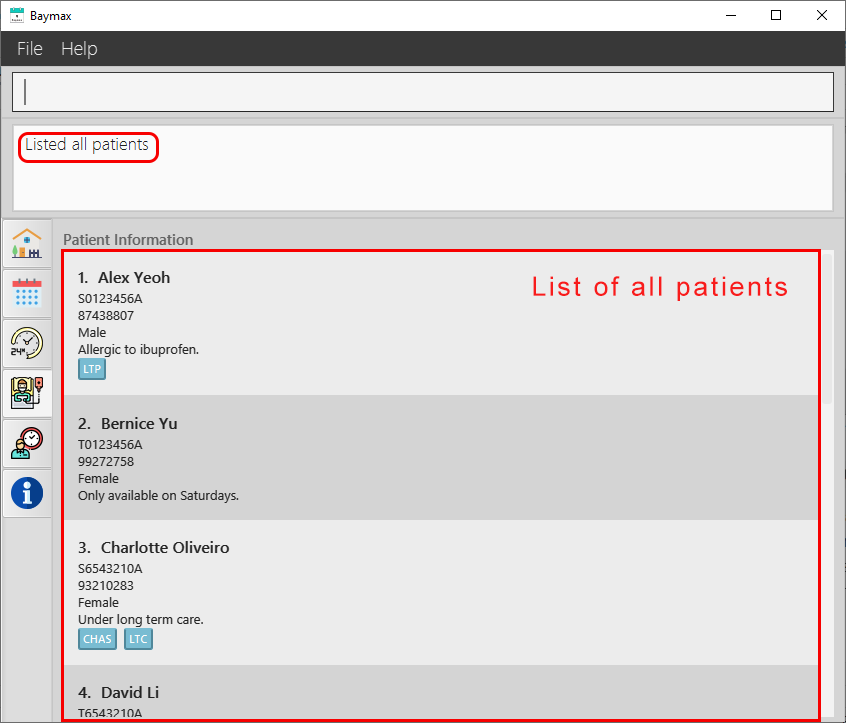 Baymax
File Help
Listed all patients
Patient Information
List of all patients
1. Alex Yeoh
S0123456A
87438807
Male
Allergic to ibuprofen.
LTP
2. Bernice Yu
T0123456A
99272758
Female
Only available on Saturdays.
3. Charlotte Oliveiro
S6543210A
93210283
Female
Under long term care.
CHAS LTC
4. David Li
T6543210A
24